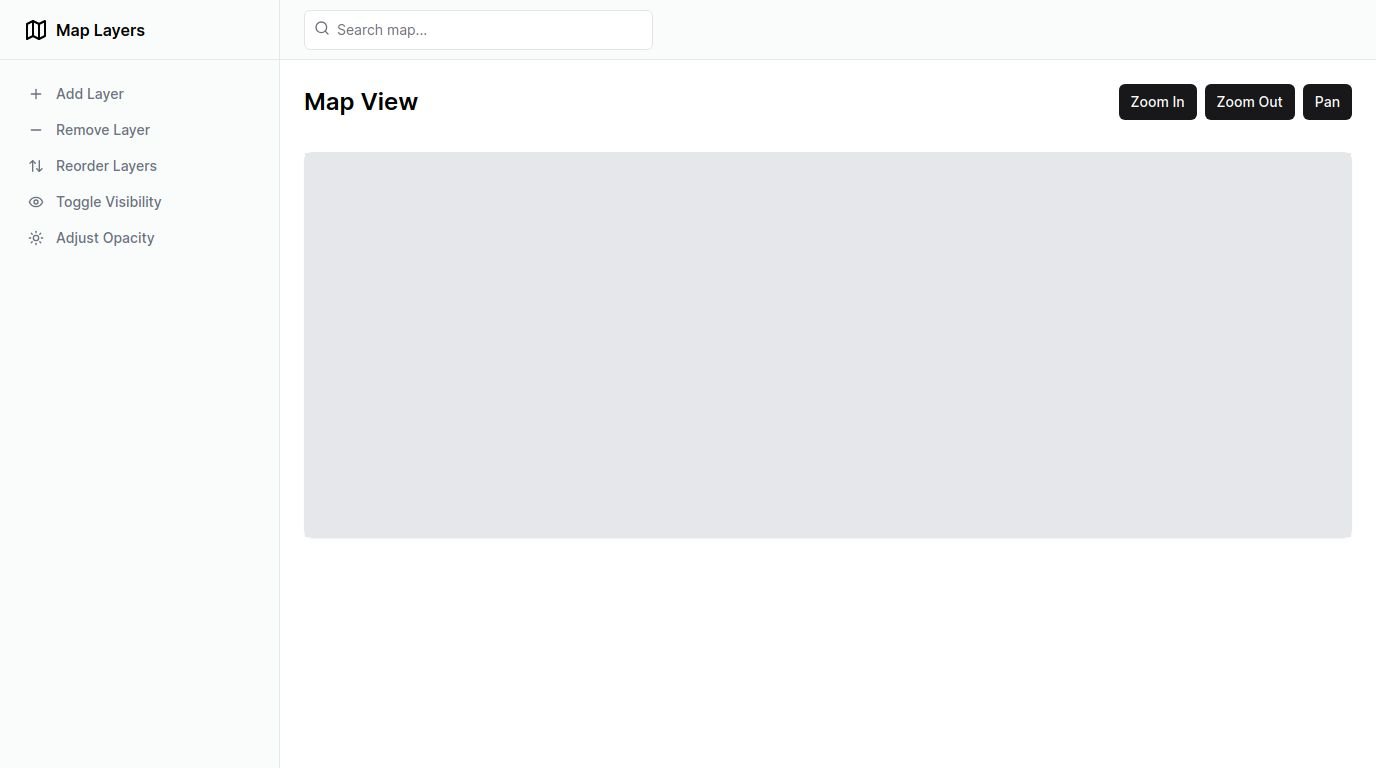 Map Layers
Search map...
Add Layer
Remove Layer
Reorder Layers
Toggle Visibility
Adjust Opacity
Map View
Zoom In
Zoom Out
Pan